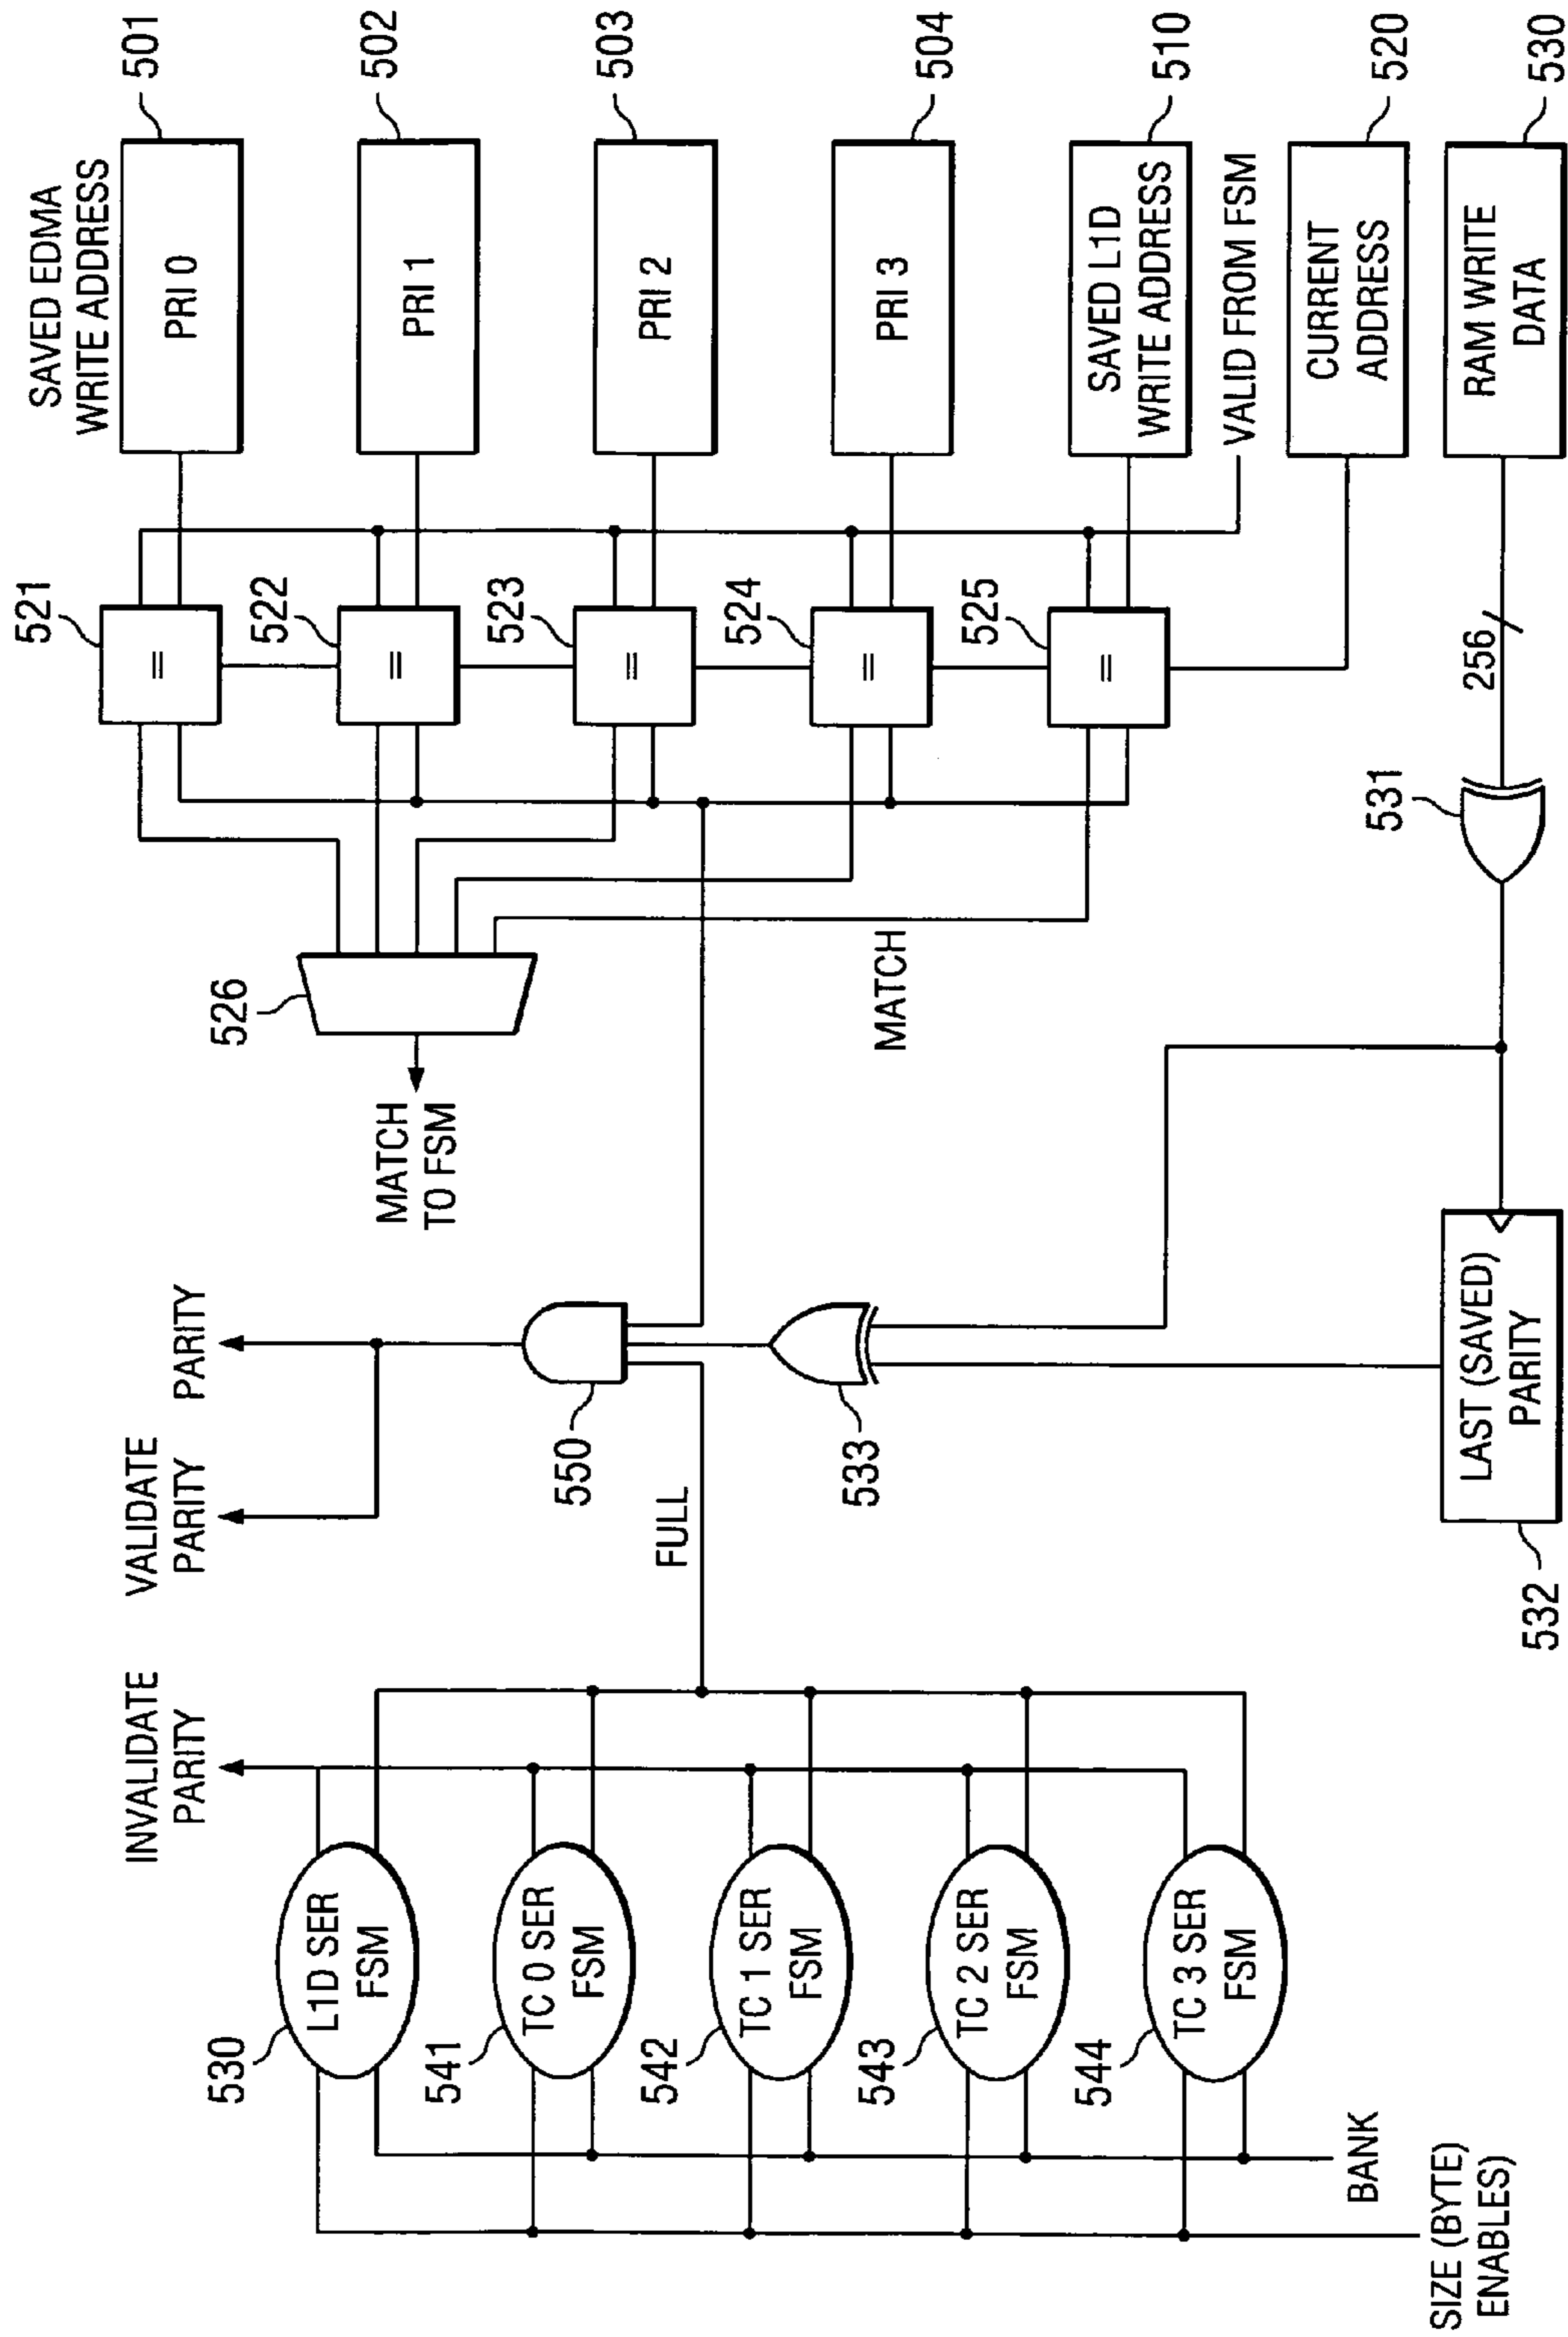 SAVED EDMA
WRITE ADDRESS
PRI 0
501
PRI 1
502
PRI 2
503
PRI 3
504
SAVED L1D
WRITE ADDRESS
510
VALID FROM FSM
CURRENT
ADDRESS
520
RAM WRITE
DATA
530
521
=
522
=
523
=
524
=
525
=
256
531
526
MATCH
MATCH
TO FSM
PARITY
VALIDATE
PARITY
550
533
FULL
LAST (SAVED)
PARITY
532
INVALIDATE
PARITY
L1D SER
FSM
530
TC 0 SER
FSM
541
TC 1 SER
FSM
542
TC 2 SER
FSM
543
TC 3 SER
FSM
544
BANK
SIZE (BYTE)
ENABLES)